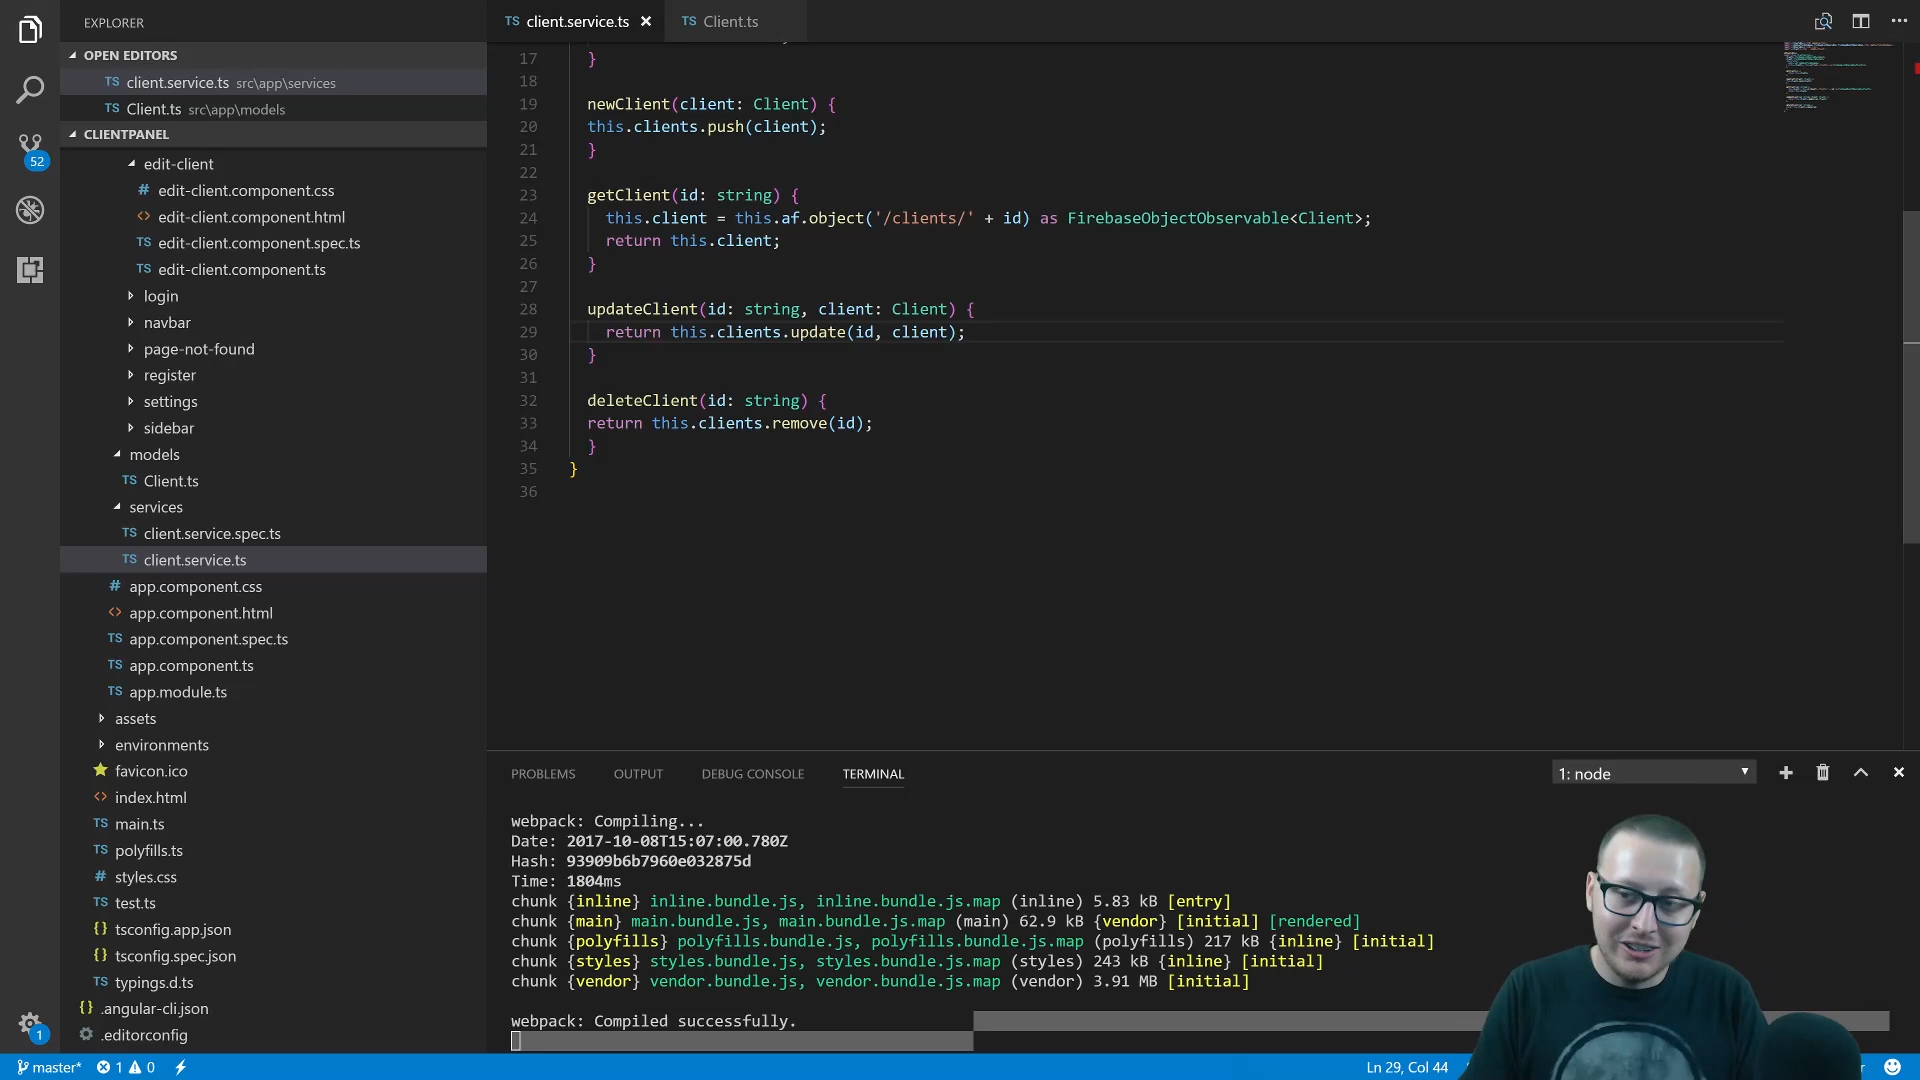 EXPLORER
OPEN EDITORS
TS client.service.ts src\app\services
TS Client.ts src\app\models
CLIENTPANEL
edit-client
# edit-client.component.css
<> edit-client.component.html
TS edit-client.component.spec.ts
TS edit-client.component.ts
login
navbar
page-not-found
register
settings
sidebar
models
TS Client.ts
services
TS client.service.spec.ts
TS client.service.ts
# app.component.css
<> app.component.html
TS app.component.spec.ts
TS app.component.ts
TS app.module.ts
assets
environments
favicon.ico
<> index.html
TS main.ts
TS polyfills.ts
# styles.css
TS test.ts
{} tsconfig.app.json
{} tsconfig.spec.json
TS typings.d.ts
{} .angular-cli.json
.editorconfig
52
1
TS client.service.ts
TS Client.ts
17 }
18
19 newClient(client: Client) {
20 this.clients.push(client);
21 }
22
23 getClient(id: string) {
24 this.client = this.af.object('/clients/' + id) as FirebaseObjectObservable<Client>;
25 return this.client;
26 }
27
28 updateClient(id: string, client: Client) {
29 return this.clients.update(id, client);
30 }
31
32 deleteClient(id: string) {
33 return this.clients.remove(id);
34 }
35 }
36
PROBLEMS OUTPUT DEBUG CONSOLE TERMINAL
1: node
webpack: Compiling...
Date: 2017-10-08T15:07:00.780Z
Hash: 93909b6b7960e032875d
Time: 1804ms
chunk {inline} inline.bundle.js, inline.bundle.js.map (inline) 5.83 kB [entry]
chunk {main} main.bundle.js, main.bundle.js.map (main) 62.9 kB {vendor} [initial] [rendered]
chunk {polyfills} polyfills.bundle.js, polyfills.bundle.js.map (polyfills) 217 kB {inline} [initial]
chunk {styles} styles.bundle.js, styles.bundle.js.map (styles) 243 kB {inline} [initial]
chunk {vendor} vendor.bundle.js, vendor.bundle.js.map (vendor) 3.91 MB [initial]
webpack: Compiled successfully.
master* 1 0
Ln 29, Col 44